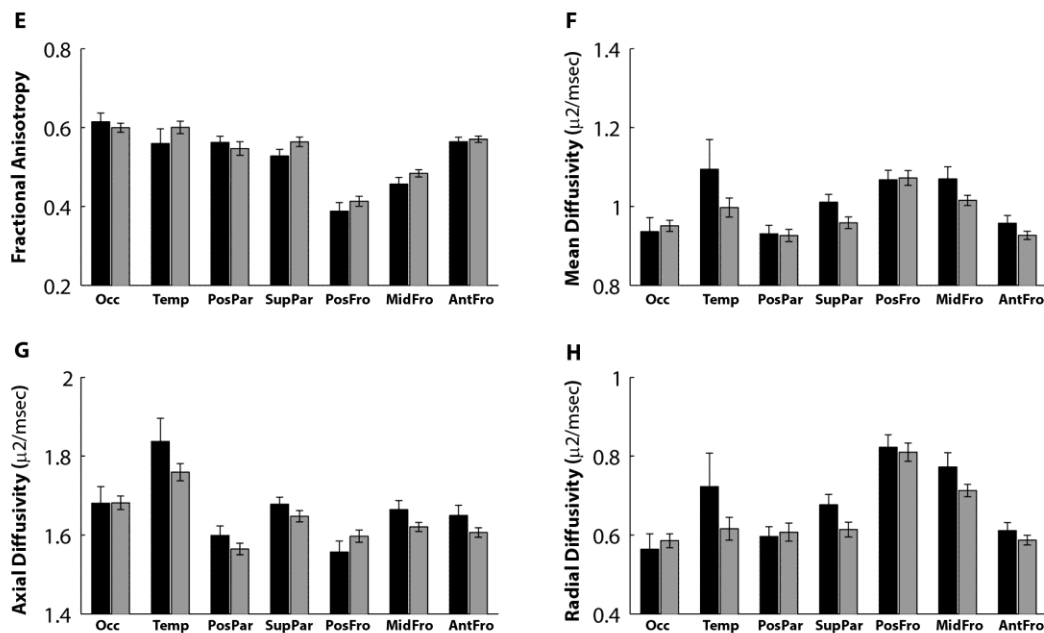 E
Fractional Anisotropy
0.8
0.6
0.4
0.2
Occ Temp PosPar SupPar PosFro MidFro AntFro
F
Mean Diffusivity (μ2/msec)
1.4
1.2
1
0.8
Occ Temp PosPar SupPar PosFro MidFro AntFro
G
Axial Diffusivity (μ2/msec)
2
1.8
1.6
1.4
Occ Temp PosPar SupPar PosFro MidFro AntFro
H
Radial Diffusivity (μ2/msec)
1
0.8
0.6
0.4
Occ Temp PosPar SupPar PosFro MidFro AntFro